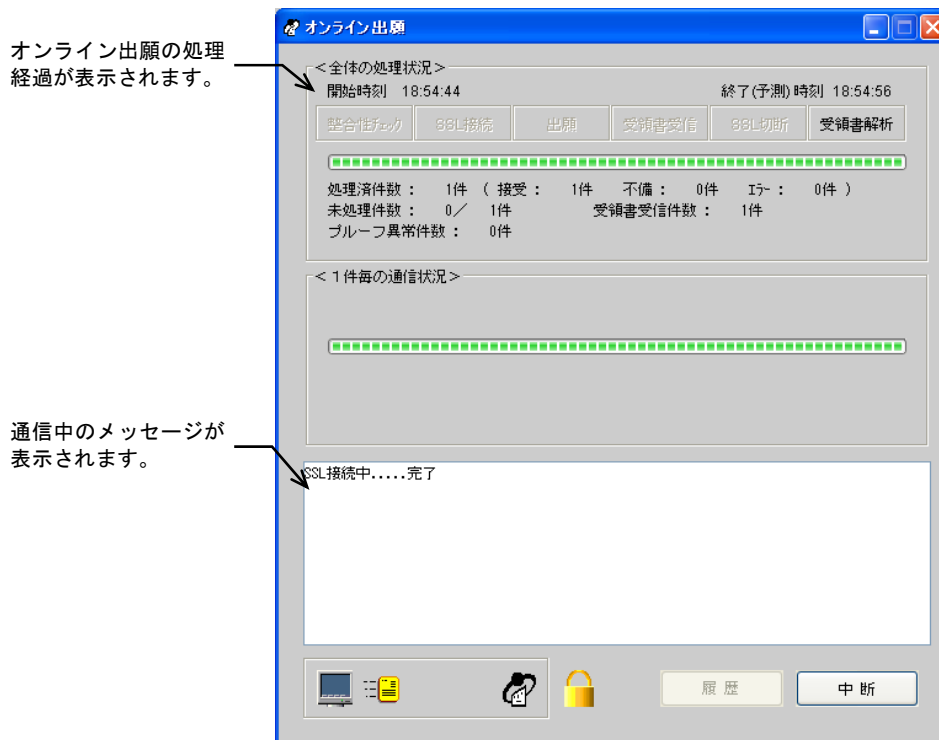 オンライン出願
オンライン出願の処理
経過が表示されます。
<全体の処理状況>
開始時刻 18:54:44 終了(予測)時刻 18:54:56
整合性ﾁｪｯｸ SSL接続 出願 受領書受信 SSL切断 受領書解析
処理済件数： 1件 ( 接受： 1件 不備： 0件 ｴﾗｰ： 0件 )
未処理件数： 0／ 1件 受領書受信件数： 1件
プルーフ異常件数： 0件
<１件毎の通信状況>
通信中のメッセージが
表示されます。
SSL接続中.....完了
履歴 中断